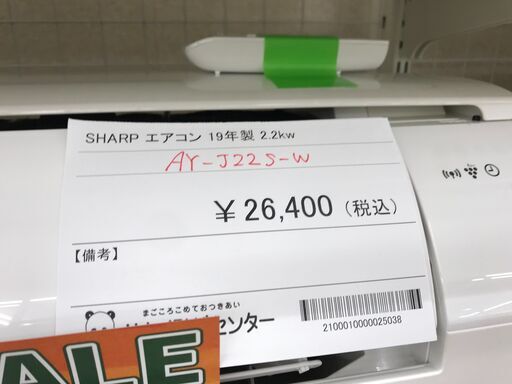 SHARP エアコン 19年製 2.2kw
AY-J22S-W
￥26,400（税込）
【備考】
まごころこめておつきあい
センター
2100010000025038
ALE